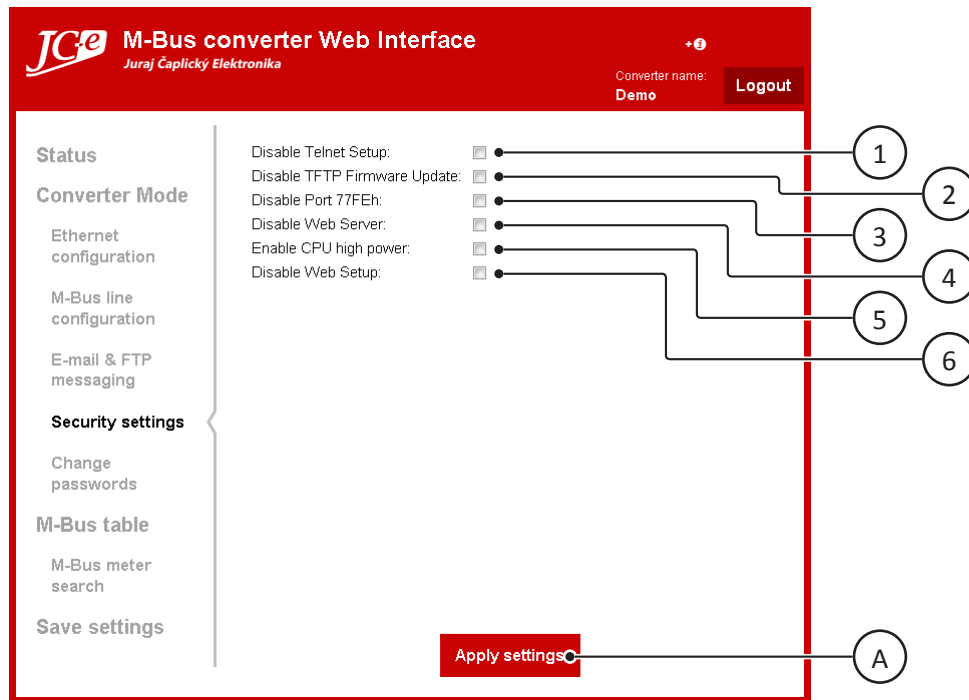 JC-e
M-Bus converter Web Interface
Juraj Čaplický Elektronika
+i
Converter name:
Demo
Logout
Status
Converter Mode
Ethernet
configuration
M-Bus line
configuration
E-mail & FTP
messaging
Security settings
Change
passwords
M-Bus table
M-Bus meter
search
Save settings
Disable Telnet Setup:
Disable TFTP Firmware Update:
Disable Port 77FEh:
Disable Web Server:
Enable CPU high power:
Disable Web Setup:
1
2
3
4
5
6
Apply settings
A